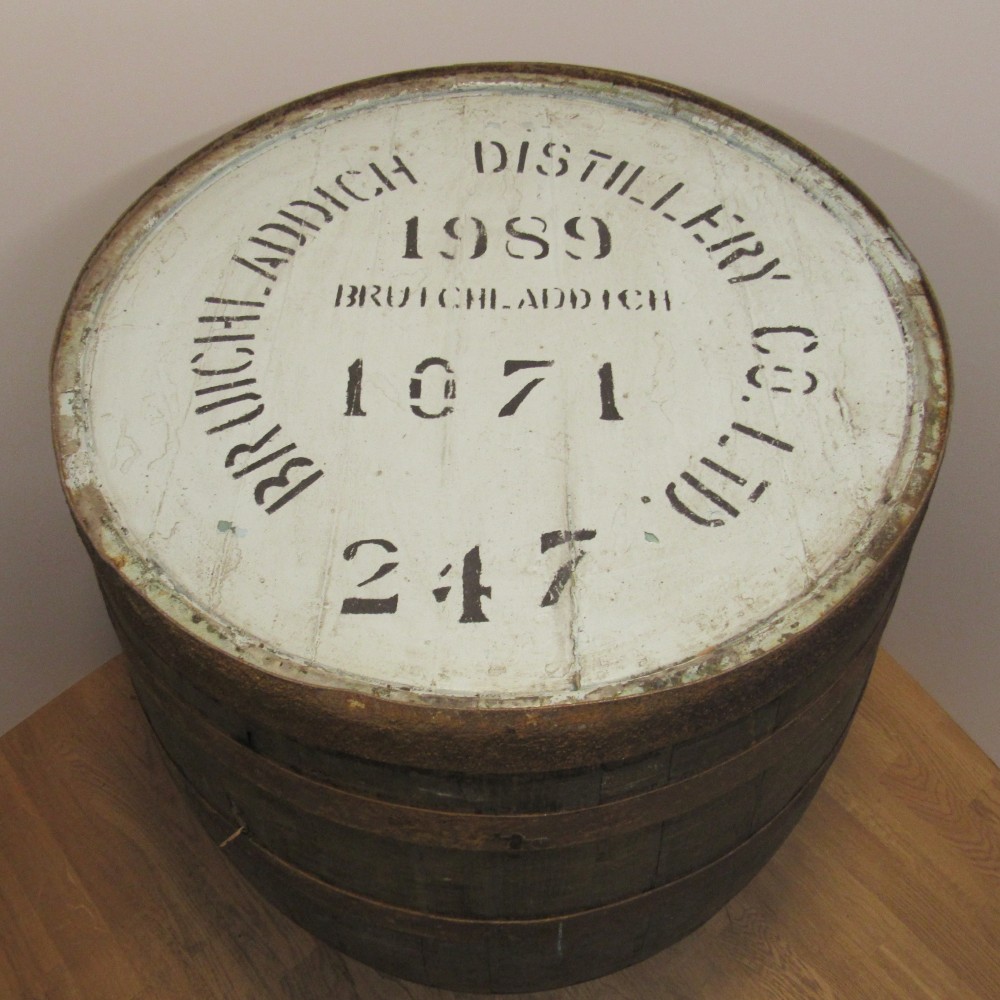 BRUICHLADDICH DISTILLERY CO. LTD.
1989
BRUICHLADDICH
1071
247